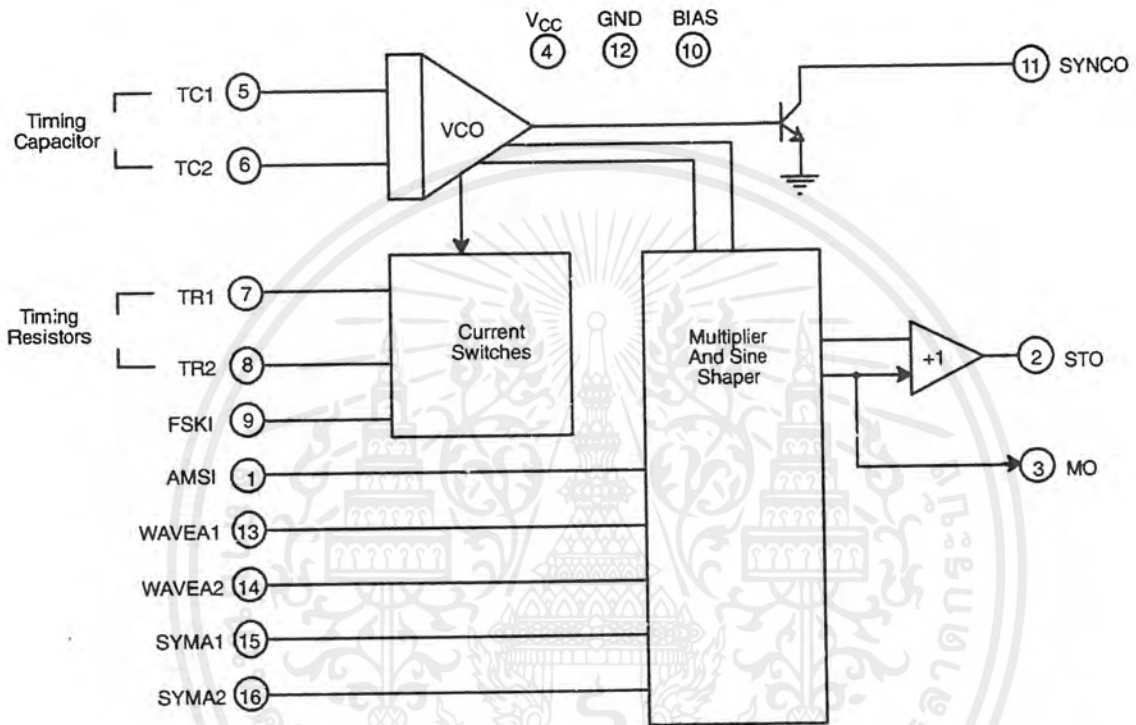 VCC GND BIAS
4 12 10
11 SYNCO
Timing
Capacitor
TC1 5
TC2 6
VCO
Timing
Resistors
TR1 7
TR2 8
FSKI 9
Current
Switches
Multiplier
And Sine
Shaper
+1
2 STO
3 MO
AMSI 1
WAVEA1 13
WAVEA2 14
SYMA1 15
SYMA2 16